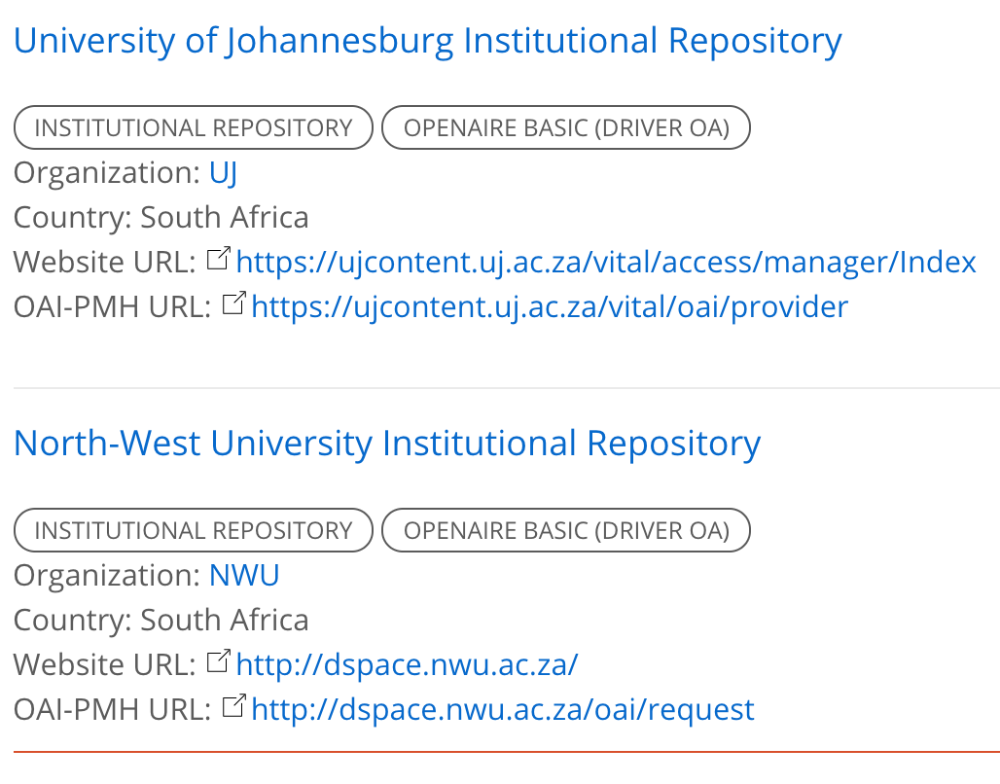 University of Johannesburg Institutional Repository
INSTITUTIONAL REPOSITORY OPENAIRE BASIC (DRIVER OA)
Organization: UJ
Country: South Africa
Website URL: https://ujcontent.uj.ac.za/vital/access/manager/Index
OAI-PMH URL: https://ujcontent.uj.ac.za/vital/oai/provider
North-West University Institutional Repository
INSTITUTIONAL REPOSITORY OPENAIRE BASIC (DRIVER OA)
Organization: NWU
Country: South Africa
Website URL: http://dspace.nwu.ac.za/
OAI-PMH URL: http://dspace.nwu.ac.za/oai/request